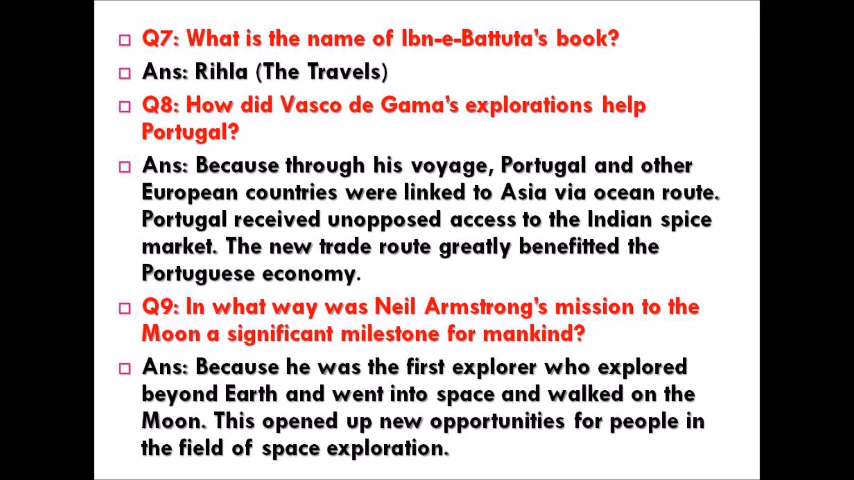 Q7: What is the name of Ibn-e-Battuta's book?
Ans: Rihla (The Travels)
Q8: How did Vasco de Gama's explorations help
Portugal?
Ans: Because through his voyage, Portugal and other
European countries were linked to Asia via ocean route.
Portugal received unopposed access to the Indian spice
market. The new trade route greatly benefitted the
Portuguese economy.
Q9: In what way was Neil Armstrong's mission to the
Moon a significant milestone for mankind?
Ans: Because he was the first explorer who explored
beyond Earth and went into space and walked on the
Moon. This opened up new opportunities for people in
the field of space exploration.